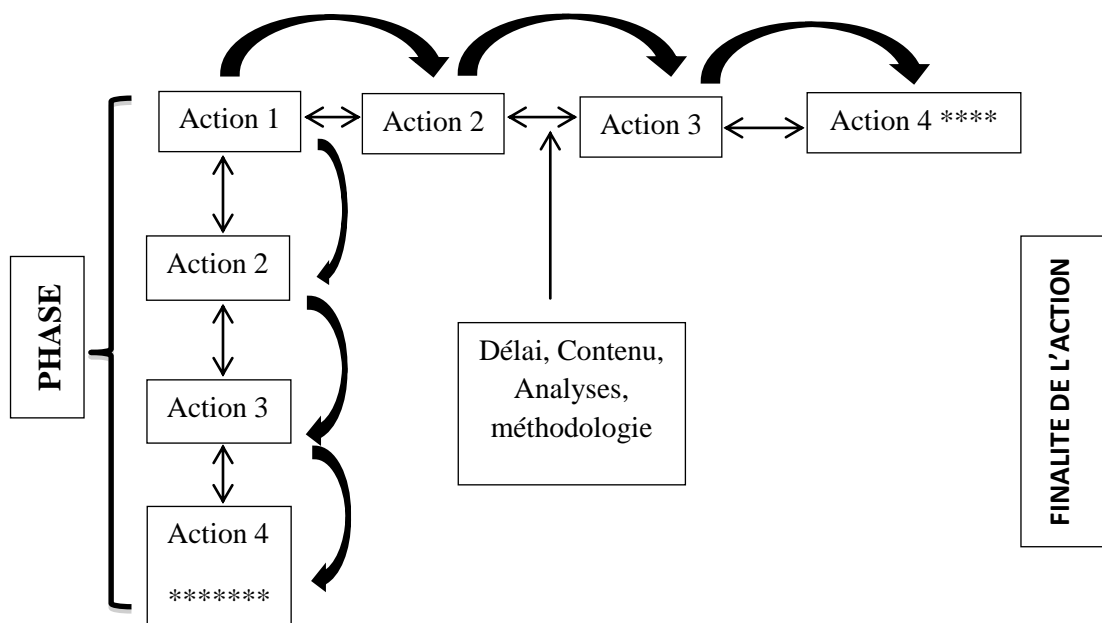 Action 1
Action 2
Action 3
Action 4 ****
Action 2
Action 3
Action 4
*******
PHASE
Délai, Contenu,
Analyses,
méthodologie
FINALITE DE L’ACTION